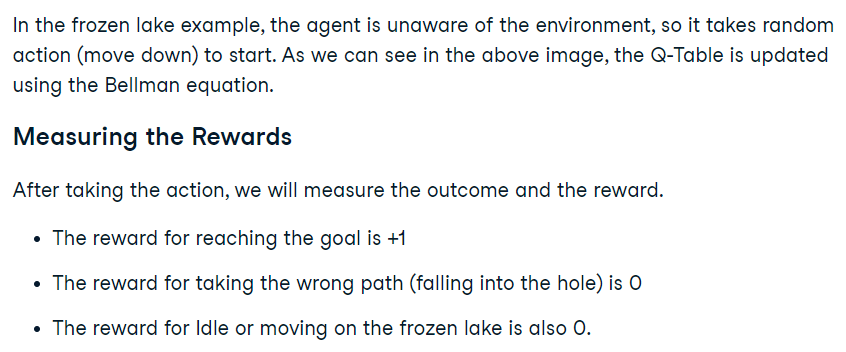 In the frozen lake example, the agent is unaware of the environment, so it takes random
action (move down) to start. As we can see in the above image, the Q-Table is updated
using the Bellman equation.
Measuring the Rewards
After taking the action, we will measure the outcome and the reward.
• The reward for reaching the goal is +1
• The reward for taking the wrong path (falling into the hole) is 0
• The reward for Idle or moving on the frozen lake is also 0.